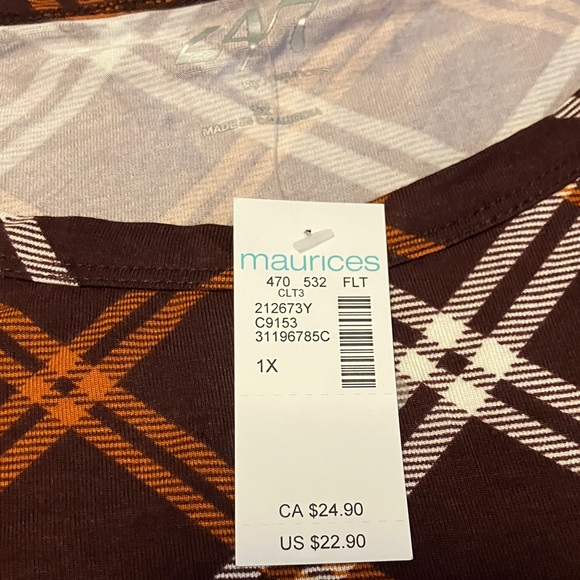 24/7
MADE IN CALIFORNIA
maurices
470 532 FLT
CLT3
212673Y
C9153
31196785C
1X
CA $24.90
US $22.90